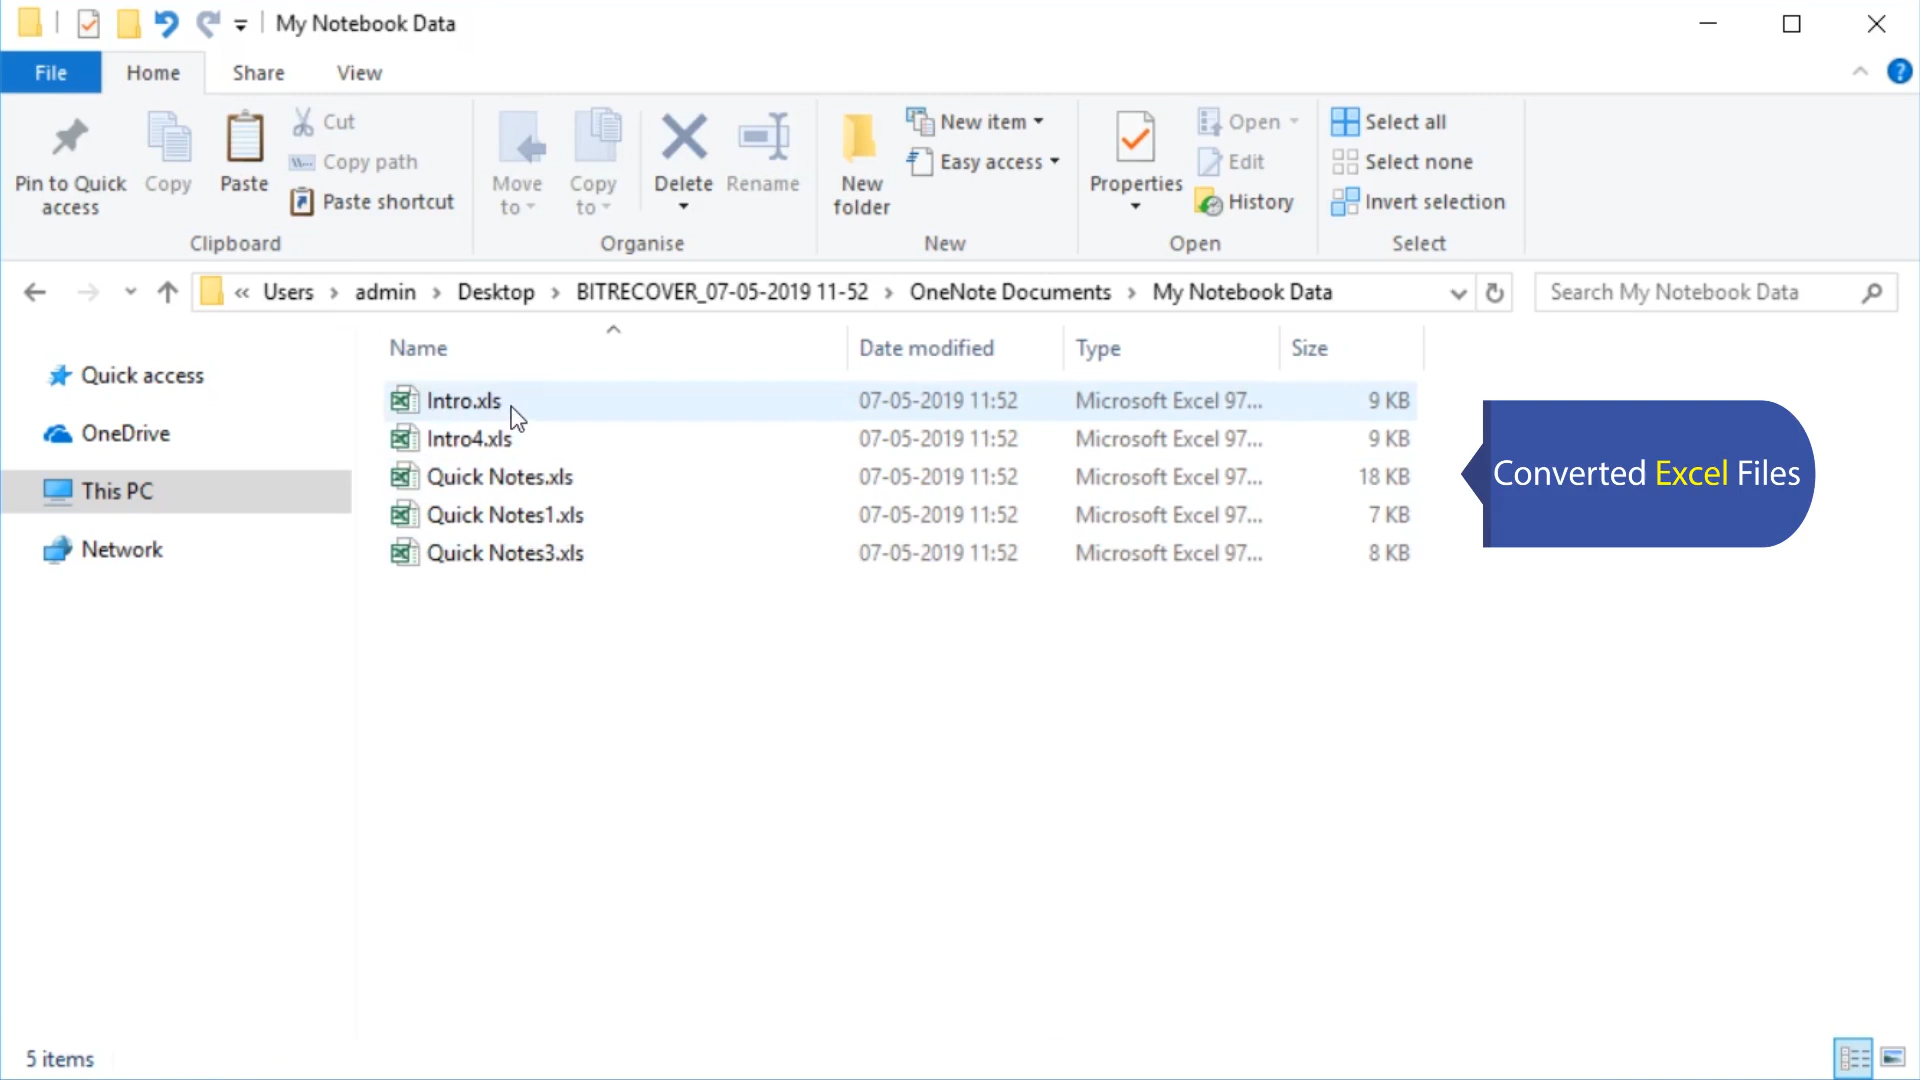 My Notebook Data
File Home Share View
Pin to Quick access
Copy
Paste
Cut
Copy path
Paste shortcut
Clipboard
Move to
Copy to
Delete
Rename
Organise
New folder
New item
Easy access
New
Properties
Open
Edit
History
Open
Select all
Select none
Invert selection
Select
« Users > admin > Desktop > BITRECOVER_07-05-2019 11-52 > OneNote Documents > My Notebook Data
Search My Notebook Data
Quick access
OneDrive
This PC
Network
Name Date modified Type Size
Intro.xls 07-05-2019 11:52 Microsoft Excel 97... 9 KB
Intro4.xls 07-05-2019 11:52 Microsoft Excel 97... 9 KB
Quick Notes.xls 07-05-2019 11:52 Microsoft Excel 97... 18 KB
Quick Notes1.xls 07-05-2019 11:52 Microsoft Excel 97... 7 KB
Quick Notes3.xls 07-05-2019 11:52 Microsoft Excel 97... 8 KB
Converted Excel Files
5 items